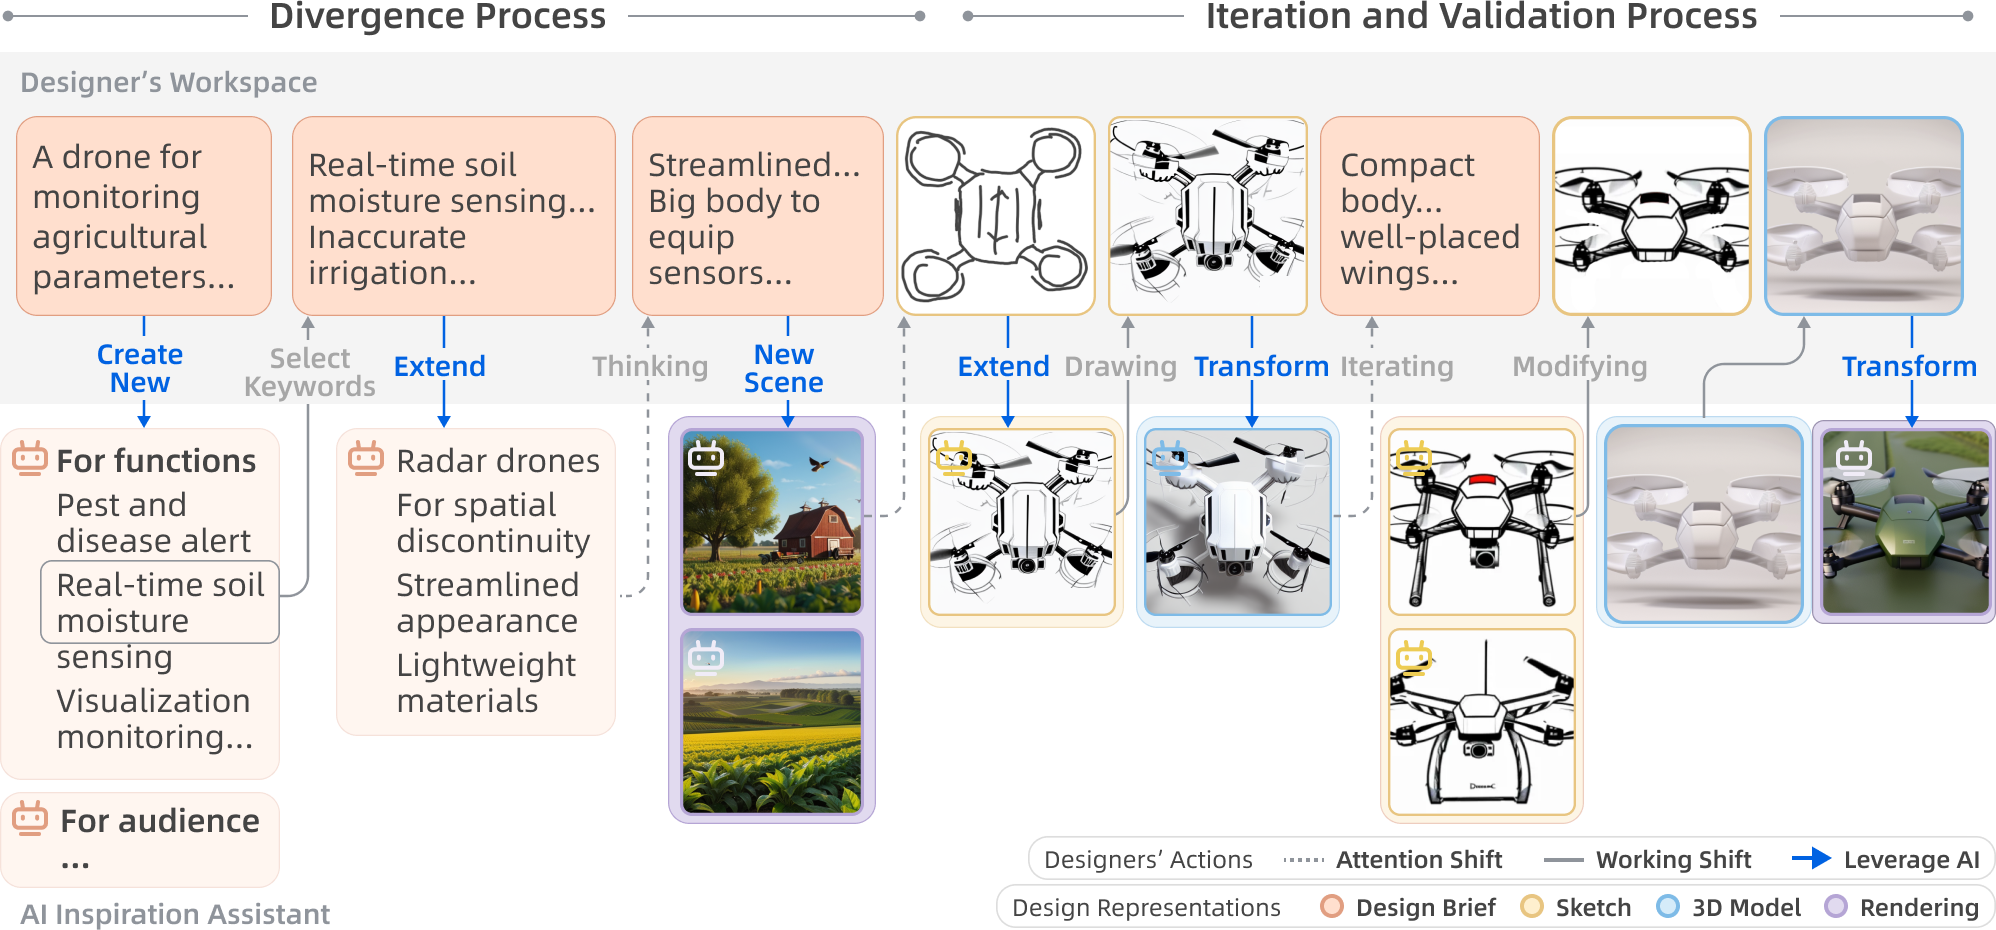 Divergence Process
Iteration and Validation Process
Designer’s Workspace
A drone for
monitoring
agricultural
parameters...
Real-time soil
moisture sensing...
Inaccurate
irrigation...
Streamlined...
Big body to
equip
sensors...
Compact
body...
well-placed
wings...
Create
New
Select
Keywords
Extend
Thinking
New
Scene
Extend
Drawing
Transform
Iterating
Modifying
Transform
For functions
Pest and
disease alert
Real-time soil
moisture
sensing
Visualization
monitoring...
For audience
...
Radar drones
For spatial
discontinuity
Streamlined
appearance
Lightweight
materials
AI Inspiration Assistant
Designers’ Actions
Attention Shift
Working Shift
Leverage AI
Design Representations
Design Brief
Sketch
3D Model
Rendering